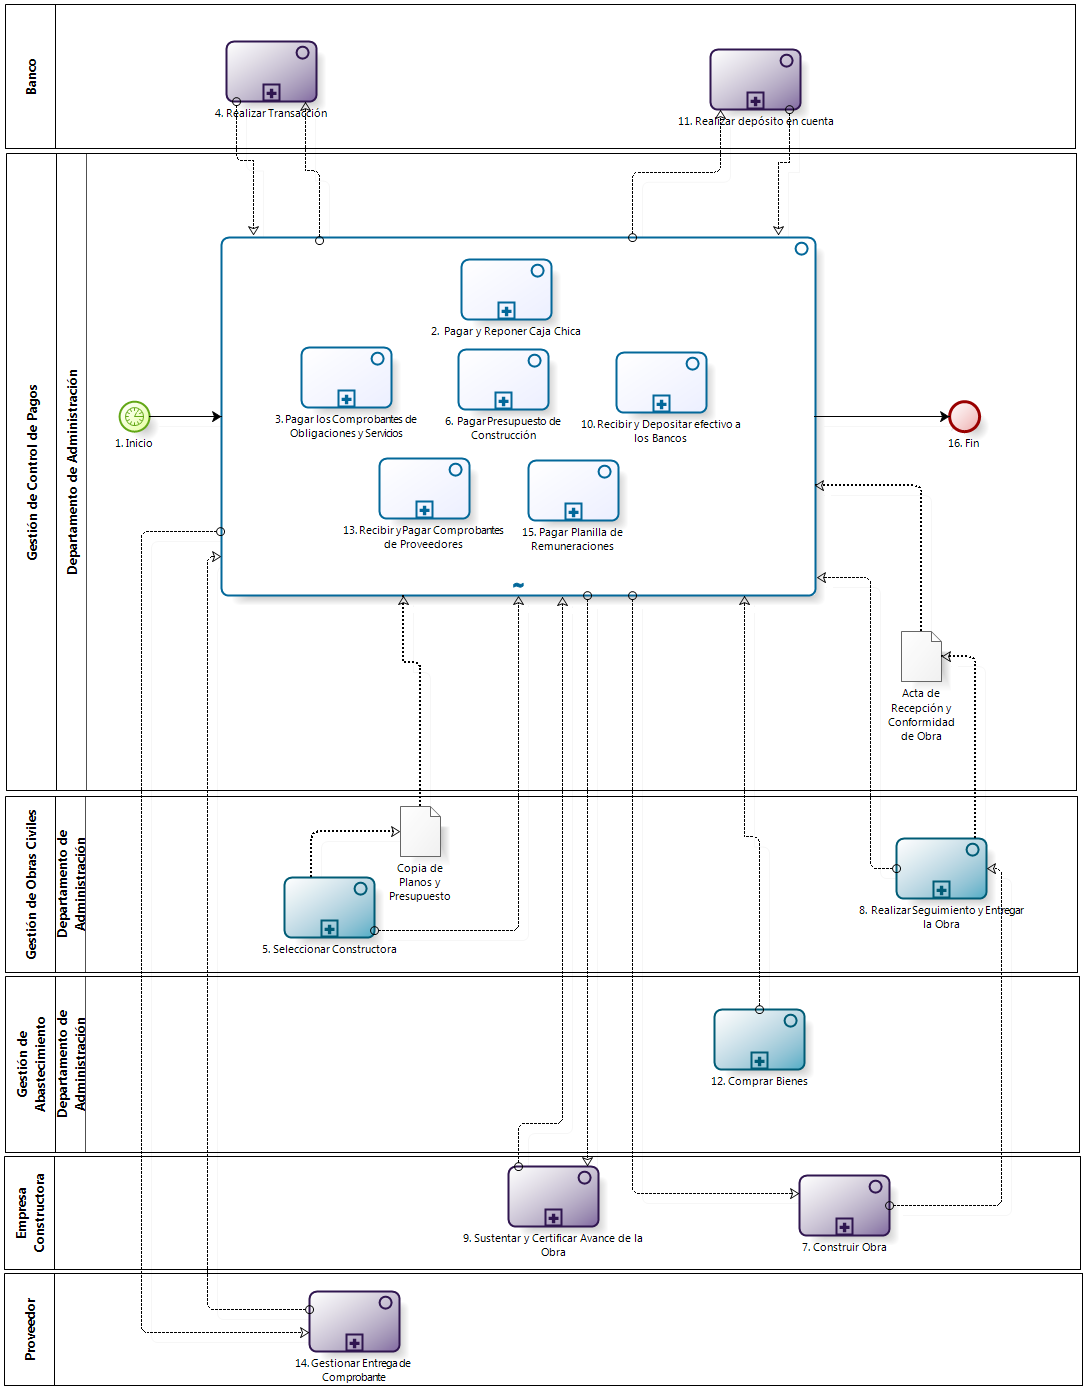 Banco
4. Realizar Transacción
11. Realizar depósito en cuenta
Gestión de Control de Pagos
Departamento de Administración
1. Inicio
2. Pagar y Reponer Caja Chica
3. Pagar los Comprobantes de
Obligaciones y Servicios
6. Pagar Presupuesto de
Construcción
10. Recibir y Depositar efectivo a
los Bancos
13. Recibir y Pagar Comprobantes
de Proveedores
15. Pagar Planilla de
Remuneraciones
16. Fin
Acta de
Recepción y
Conformidad
de Obra
Gestión de Obras Civiles
Departamento de
Administración
Copia de
Planos y
Presupuesto
5. Seleccionar Constructora
8. Realizar Seguimiento y Entregar
la Obra
Gestión de
Abastecimiento
Departamento de
Administración
12. Comprar Bienes
Empresa
Constructora
9. Sustentar y Certificar Avance de la
Obra
7. Construir Obra
Proveedor
14. Gestionar Entrega de
Comprobante